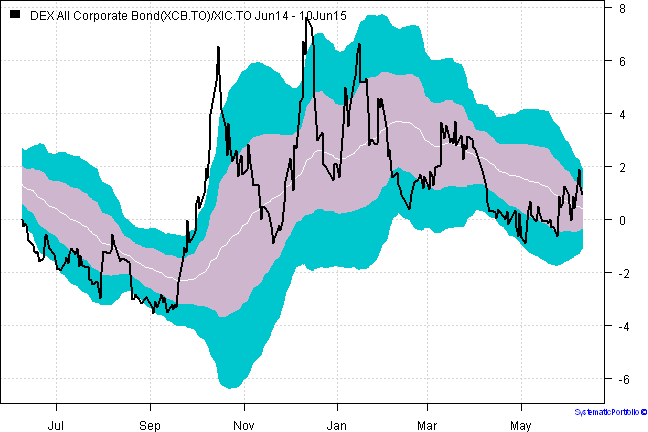 DEX All Corporate Bond(XCB.TO)/XIC.TO Jun14 - 10Jun15
8
6
4
2
0
-2
-4
-6
Jul Sep Nov Jan Mar May
SystematicPortfolio ©